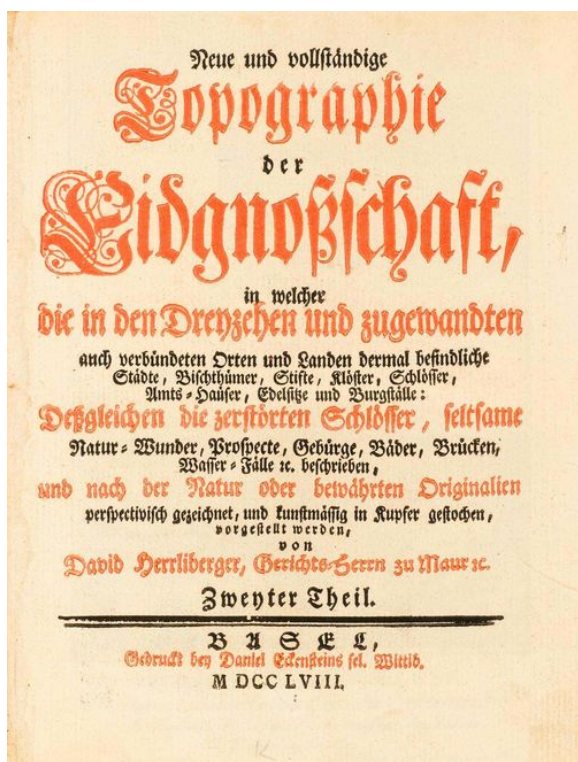 Neue und vollständige
Topographie
der
Eidgnoßschaft,
in welcher
die in den Dreyzehen und zugewandten
auch verbündeten Orten und Landen dermal befindliche
Städte, Bischthümer, Stifte, Klöster, Schlösser,
Amts-Haüser, Edelsitze und Burgställe:
Deßgleichen die zerstörten Schlösser, seltsame
Natur-Wunder, Prospecte, Gebürge, Bäder, Brücken,
Wasser-Fälle ꝛc. beschrieben,
und nach der Natur oder bewährten Originalien
perspectivisch gezeichnet, und kunstmässig in Kupfer gestochen,
vorgestellt werden,
von
David Herrliberger, Gerichts-Herrn zu Maur ꝛc.
Zweyter Theil.
BASEL,
Gedruckt bey Daniel Eckensteins sel. Wittib.
M DCC LVIII.